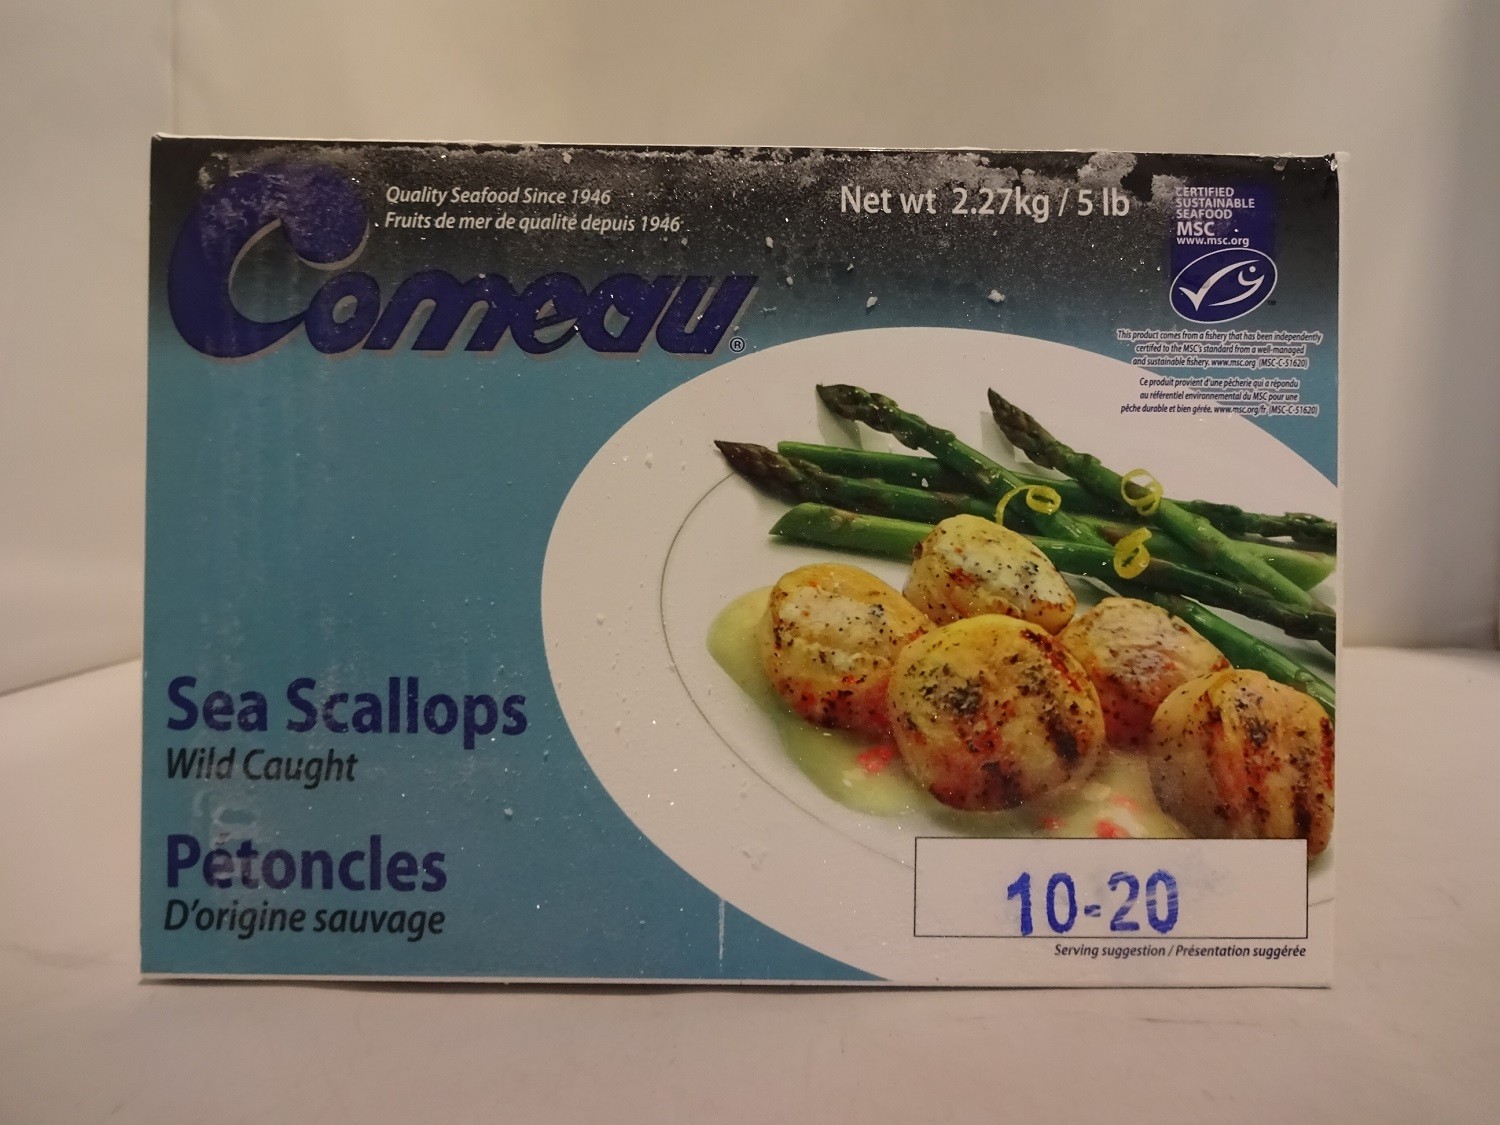 Quality Seafood Since 1946
Fruits de mer de qualité depuis 1946
Comeau®
Net wt 2.27kg / 5 lb
CERTIFIED
SUSTAINABLE
SEAFOOD
MSC
www.msc.org
™
This product comes from a fishery that has been independently
certifed to the MSC's standard from a well-managed
and sustainable fishery. www.msc.org (MSC-C-51620)
Ce produit provient d'une pêcherie qui a répondu
au référentiel environnemental du MSC pour une
pêche durable et bien gérée. www.msc.org/fr (MSC-C-51620)
Sea Scallops
Wild Caught
Pétoncles
D'origine sauvage
10-20
Serving suggestion / Présentation suggérée